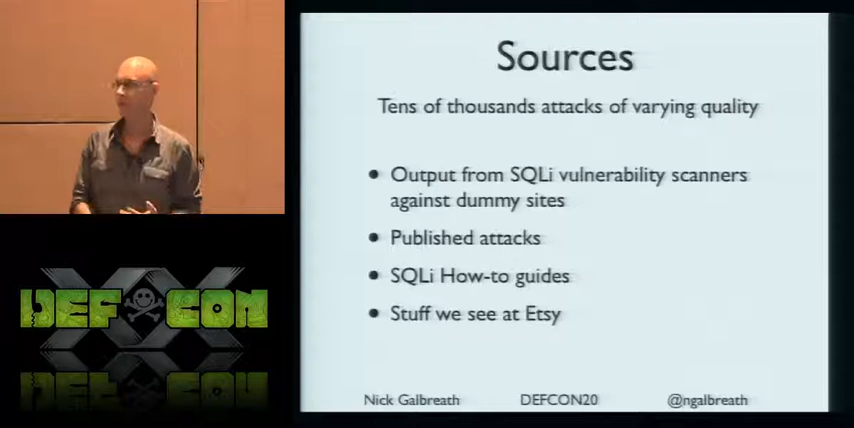 Sources
Tens of thousands attacks of varying quality
• Output from SQLi vulnerability scanners
against dummy sites
• Published attacks
• SQLi How-to guides
• Stuff we see at Etsy
Nick Galbreath DEFCON20 @ngalbreath
DEF CON
XX